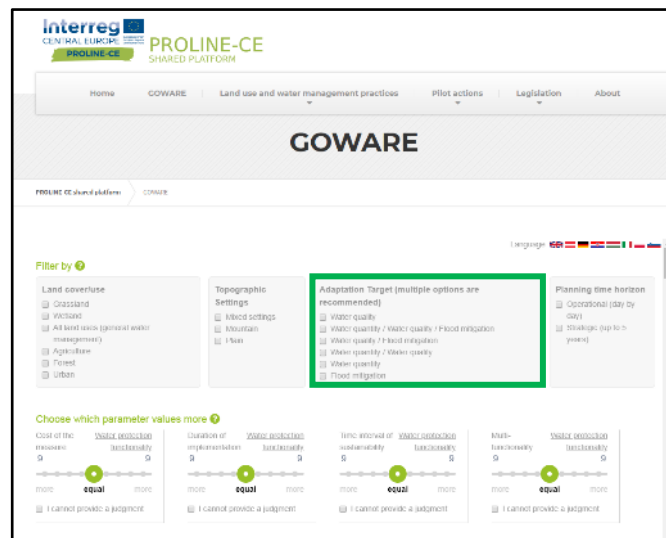 Interreg
CENTRAL EUROPE
PROLINE-CE
PROLINE-CE
SHARED PLATFORM
Home GOWARE Land use and water management practices Pilot actions Legislation About
GOWARE
PROLINE CE shared platform GOWARE
Language
Filter by ?
Land cover/use
Grassland
Wetland
All land uses (general water
management)
Agriculture
Forest
Urban
Topographic
Settings
Mixed settings
Mountain
Plain
Adaptation Target (multiple options are
recommended)
Water quality
Water quantity / Water quality / Flood mitigation
Water quality / Flood mitigation
Water quantity / Water quality
Water quantity
Flood mitigation
Planning time horizon
Operational (day by
day)
Strategic (up to 5
years)
Choose which parameter values more ?
Cost of the
measure
Water protection
functionality
9 9
more equal more
I cannot provide a judgment
Duration of
implementation
Water protection
functionality
9 9
more equal more
I cannot provide a judgment
Time interval of
sustainability
Water protection
functionality
9 9
more equal more
I cannot provide a judgment
Multi-
functionality
Water protection
functionality
9 9
more equal more
I cannot provide a judgment